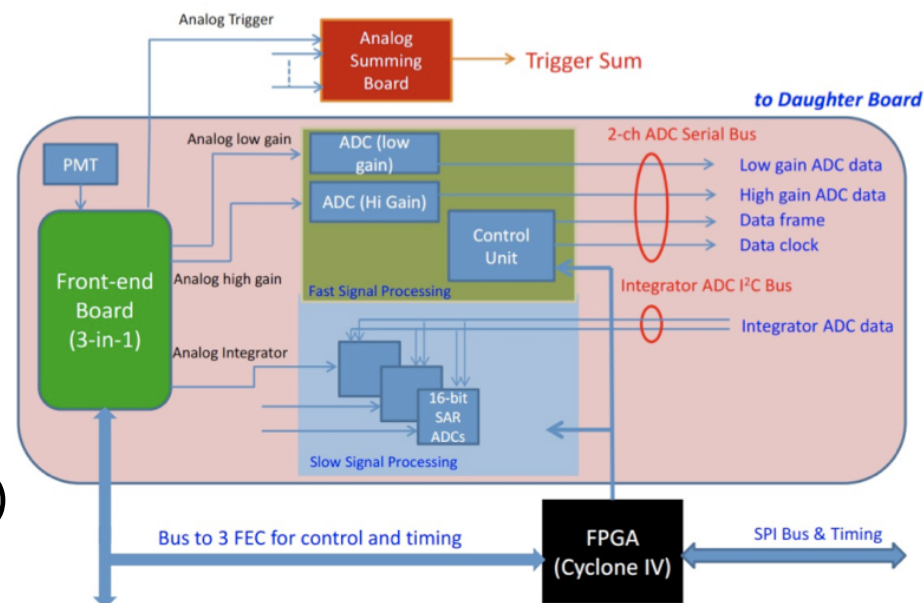 Analog Trigger
Analog
Summing
Board
Trigger Sum
to Daughter Board
PMT
Analog low gain
ADC (low
gain)
2-ch ADC Serial Bus
Low gain ADC data
ADC (Hi Gain)
High gain ADC data
Data frame
Control
Unit
Data clock
Front-end
Board
(3-in-1)
Analog high gain
Fast Signal Processing
Integrator ADC I²C Bus
Integrator ADC data
Analog Integrator
16-bit
SAR
ADCs
Slow Signal Processing
)
Bus to 3 FEC for control and timing
FPGA
(Cyclone IV)
SPI Bus & Timing